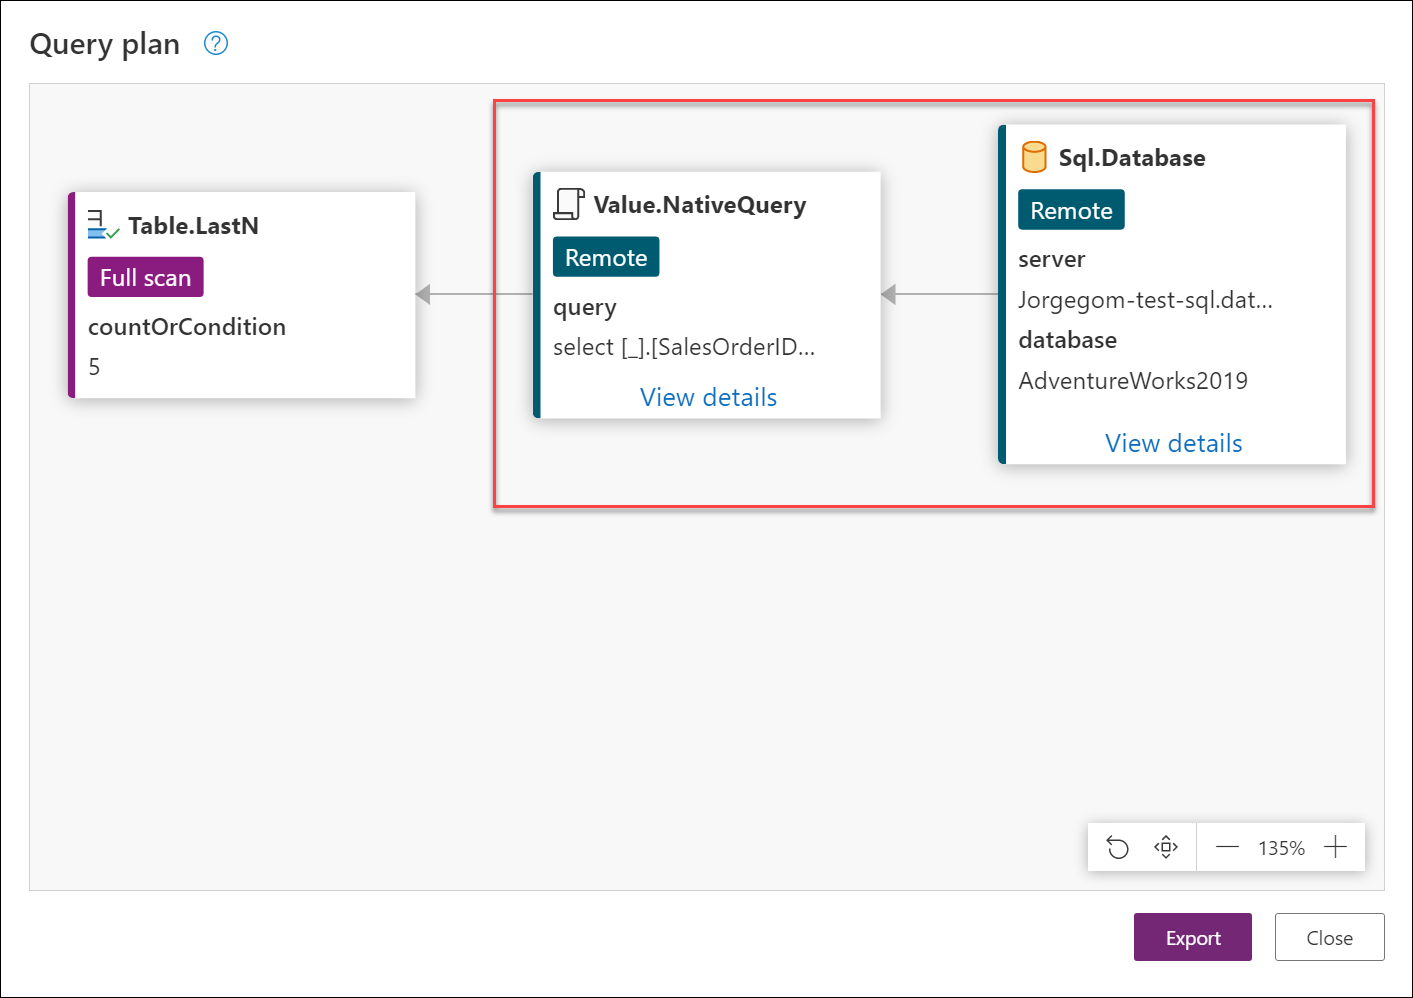 Query plan
Table.LastN
Full scan
countOrCondition
5
Value.NativeQuery
Remote
query
select [_].[SalesOrderID...
View details
Sql.Database
Remote
server
Jorgegom-test-sql.dat...
database
AdventureWorks2019
View details
135%
Export
Close